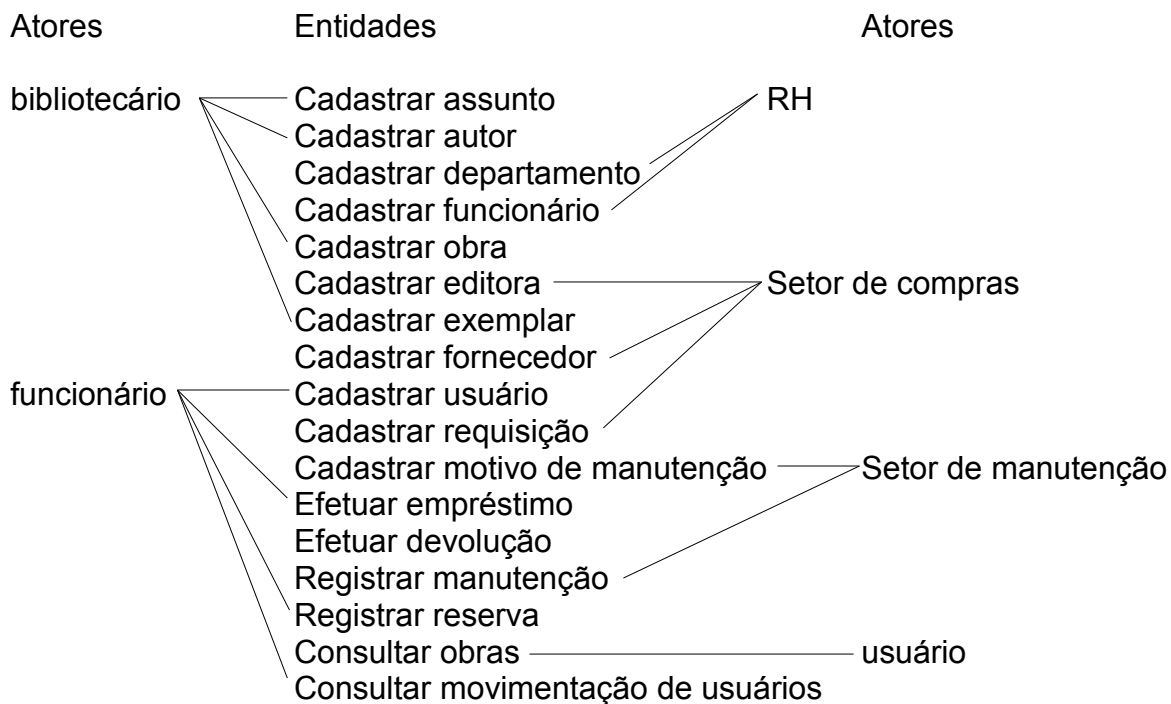 Atores Entidades Atores
bibliotecário Cadastrar assunto RH
Cadastrar autor
Cadastrar departamento
Cadastrar funcionário
Cadastrar obra
Cadastrar editora Setor de compras
Cadastrar exemplar
Cadastrar fornecedor
funcionário Cadastrar usuário
Cadastrar requisição
Cadastrar motivo de manutenção Setor de manutenção
Efetuar empréstimo
Efetuar devolução
Registrar manutenção
Registrar reserva
Consultar obras usuário
Consultar movimentação de usuários